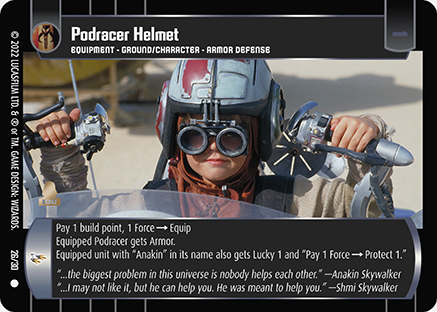 Podracer Helmet
EQUIPMENT • GROUND/CHARACTER • ARMOR DEFENSE
© 2022 LUCASFILM LTD. & ® OR TM. GAME DESIGN: WIZARDS.
Pay 1 build point, 1 Force → Equip
Equipped Podracer gets Armor.
Equipped unit with “Anakin” in its name also gets Lucky 1 and “Pay 1 Force → Protect 1.”
“...the biggest problem in this universe is nobody helps each other.” —Anakin Skywalker
“...I may not like it, but he can help you. He was meant to help you.” —Shmi Skywalker